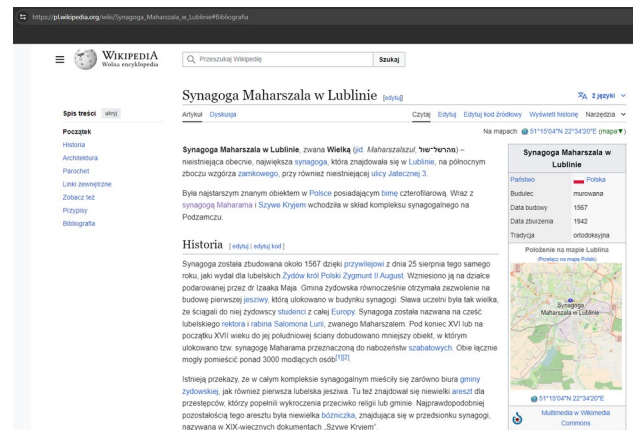 https://pl.wikipedia.org/wiki/Synagoga_Maharszala_w_Lublinie#Bibliografia
WIKIPEDIA
Wolna encyklopedia
Przeszukaj Wikipedię
Szukaj
Synagoga Maharszala w Lublinie [edytuj]
2 języki
Spis treści ukryj
Początek
Historia
Architektura
Parochet
Linki zewnętrzne
Zobacz też
Przypisy
Bibliografia
Artykuł Dyskusja
Czytaj Edytuj Edytuj kod źródłowy Wyświetl historię Narzędzia
Na mapach: 51°15′04″N 22°34′20″E (mapa▼)
Synagoga Maharszala w Lublinie, zwana Wielką (jid. Maharszalszul, מהרש״ל־שול) –
nieistniejąca obecnie, największa synagoga, która znajdowała się w Lublinie, na północnym
zboczu wzgórza zamkowego, przy również nieistniejącej ulicy Jatecznej 3.
Była najstarszym znanym obiektem w Polsce posiadającym bimę czterofilarową. Wraz z
synagogą Maharama i Szywe Kryjem wchodziła w skład kompleksu synagogalnego na
Podzamczu.
Historia [edytuj | edytuj kod]
Synagoga została zbudowana około 1567 dzięki przywilejowi z dnia 25 sierpnia tego samego
roku, jaki wydał dla lubelskich Żydów król Polski Zygmunt II August. Wzniesiono ją na działce
podarowanej przez dr Izaaka Maja. Gmina żydowska równocześnie otrzymała zezwolenie na
budowę pierwszej jesziwy, którą ulokowano w budynku synagogi. Sława uczelni była tak wielka,
że ściągali do niej żydowscy studenci z całej Europy. Synagoga została nazwana na cześć
lubelskiego rektora i rabina Salomona Lurii, zwanego Maharszalem. Pod koniec XVI lub na
początku XVII wieku do jej południowej ściany dobudowano mniejszy obiekt, w którym
ulokowano tzw. synagogę Maharama przeznaczoną do nabożeństw szabatowych. Obie łącznie
mogły pomieścić ponad 3000 modlących osób[1][2]
Istnieją przekazy, że w całym kompleksie synagogalnym mieściły się zarówno biura gminy
żydowskiej, jak również pierwsza lubelska jesziwa. Tu też znajdował się niewielki areszt dla
przestępców, którzy popełnili wykroczenia przeciwko religii lub gminie. Najprawdopodobniej
pozostałością tego aresztu była niewielka bóżniczka, znajdująca się w przedsionku synagogi,
nazywana w XIX-wiecznych dokumentach „Szywe Kryjem”.
Synagoga Maharszala w
Lublinie
Państwo Polska
Budulec murowana
Data budowy 1567
Data zburzenia 1942
Tradycja ortodoksyjna
Położenie na mapie Lublina
(Przełącz na mapę Polski)
Synagoga
Maharszala w Lublinie
51°15′04″N 22°34′20″E
Multimedia w Wikimedia
Commons